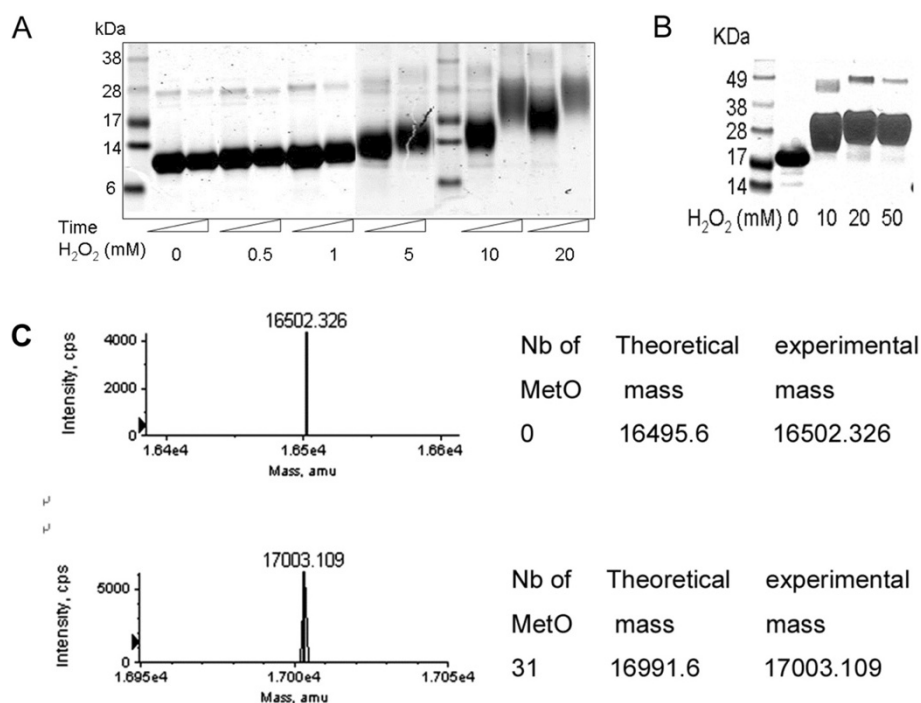 A
kDa
38
28
17
14
6
Time
H₂O₂ (mM)
0 0.5 1 5 10 20
B
KDa
49
38
28
17
14
H₂O₂ (mM) 0 10 20 50
C
16502.326
Intensity, cps
4000
2000
0
1.64e4 1.65e4 1.66e4
Mass, amu
Nb of Theoretical experimental
MetO mass mass
0 16495.6 16502.326
17003.109
Intensity, cps
5000
0
1.695e4 1.700e4 1.705e4
Mass, amu
Nb of Theoretical experimental
MetO mass mass
31 16991.6 17003.109